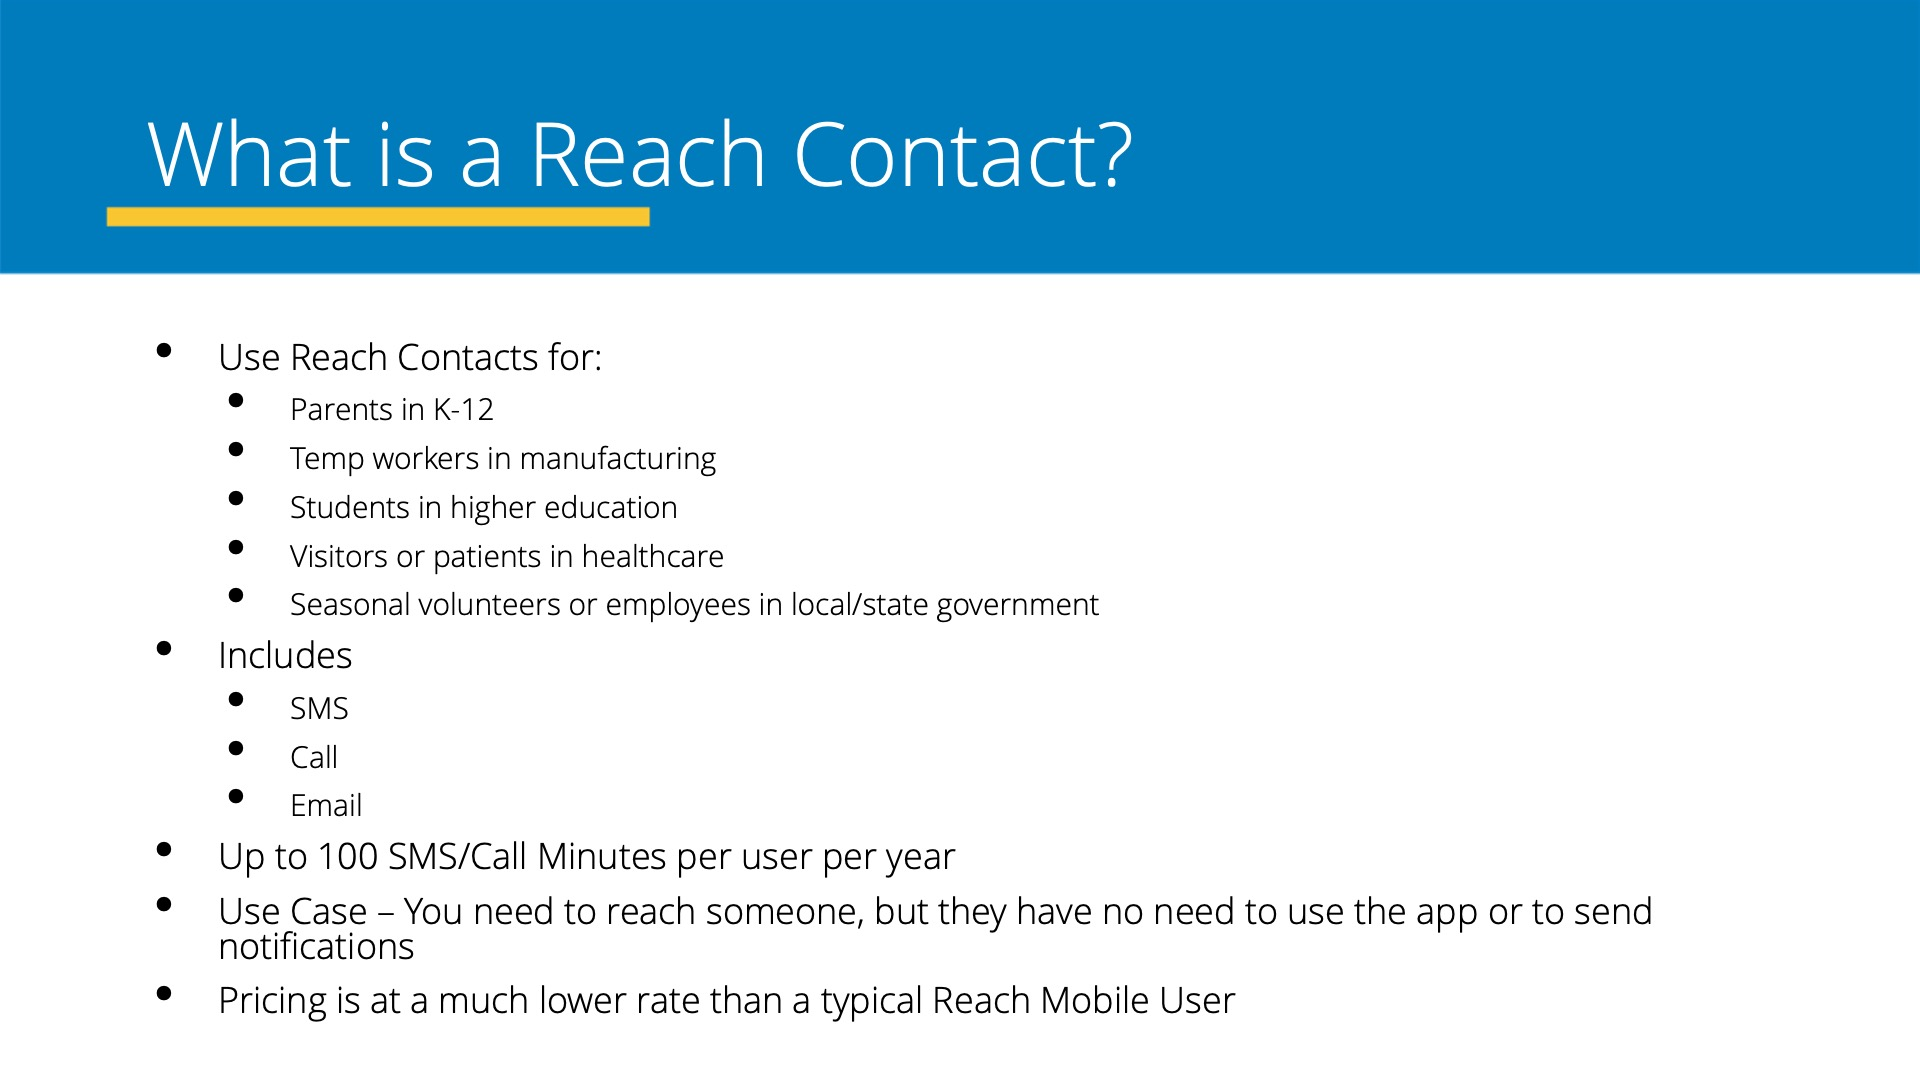 What is a Reach Contact?
• Use Reach Contacts for:
• Parents in K-12
• Temp workers in manufacturing
• Students in higher education
• Visitors or patients in healthcare
• Seasonal volunteers or employees in local/state government
• Includes
• SMS
• Call
• Email
• Up to 100 SMS/Call Minutes per user per year
• Use Case – You need to reach someone, but they have no need to use the app or to send
notifications
• Pricing is at a much lower rate than a typical Reach Mobile User